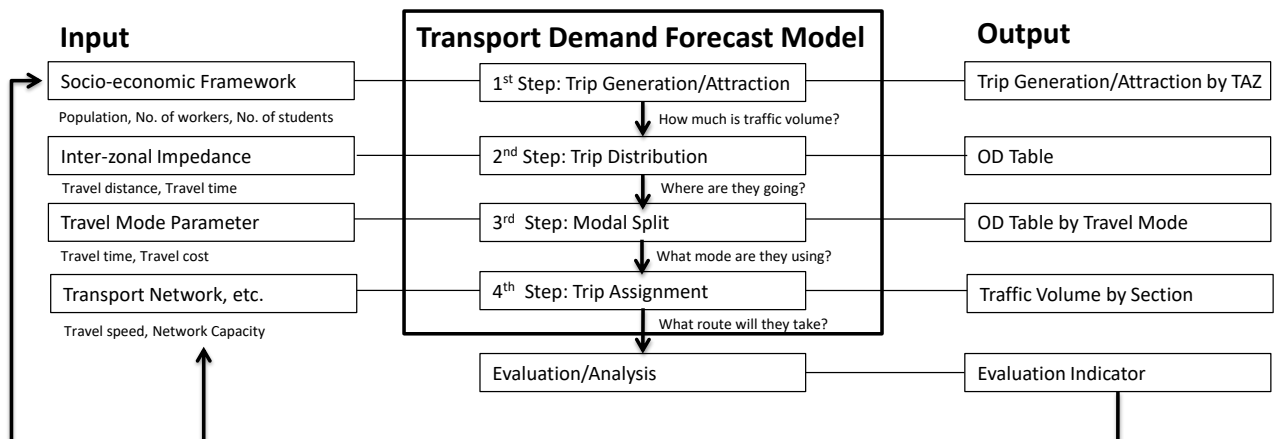 Input
Transport Demand Forecast Model
Output
Socio-economic Framework
1st Step: Trip Generation/Attraction
Trip Generation/Attraction by TAZ
Population, No. of workers, No. of students
How much is traffic volume?
Inter-zonal Impedance
2nd Step: Trip Distribution
OD Table
Travel distance, Travel time
Where are they going?
Travel Mode Parameter
3rd Step: Modal Split
OD Table by Travel Mode
Travel time, Travel cost
What mode are they using?
Transport Network, etc.
4th Step: Trip Assignment
Traffic Volume by Section
Travel speed, Network Capacity
What route will they take?
Evaluation/Analysis
Evaluation Indicator